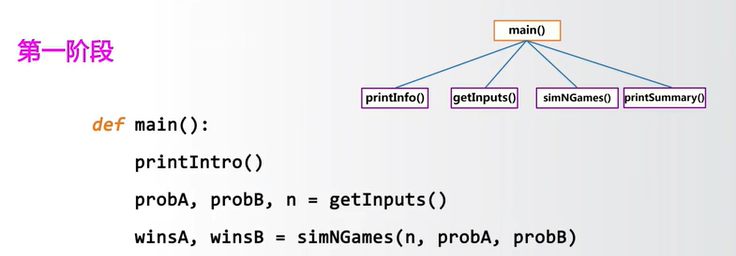 main()
第一阶段
printInfo() getInputs() simNGames() printSummary()
def main():
printIntro()
probA, probB, n = getInputs()
winsA, winsB = simNGames(n, probA, probB)